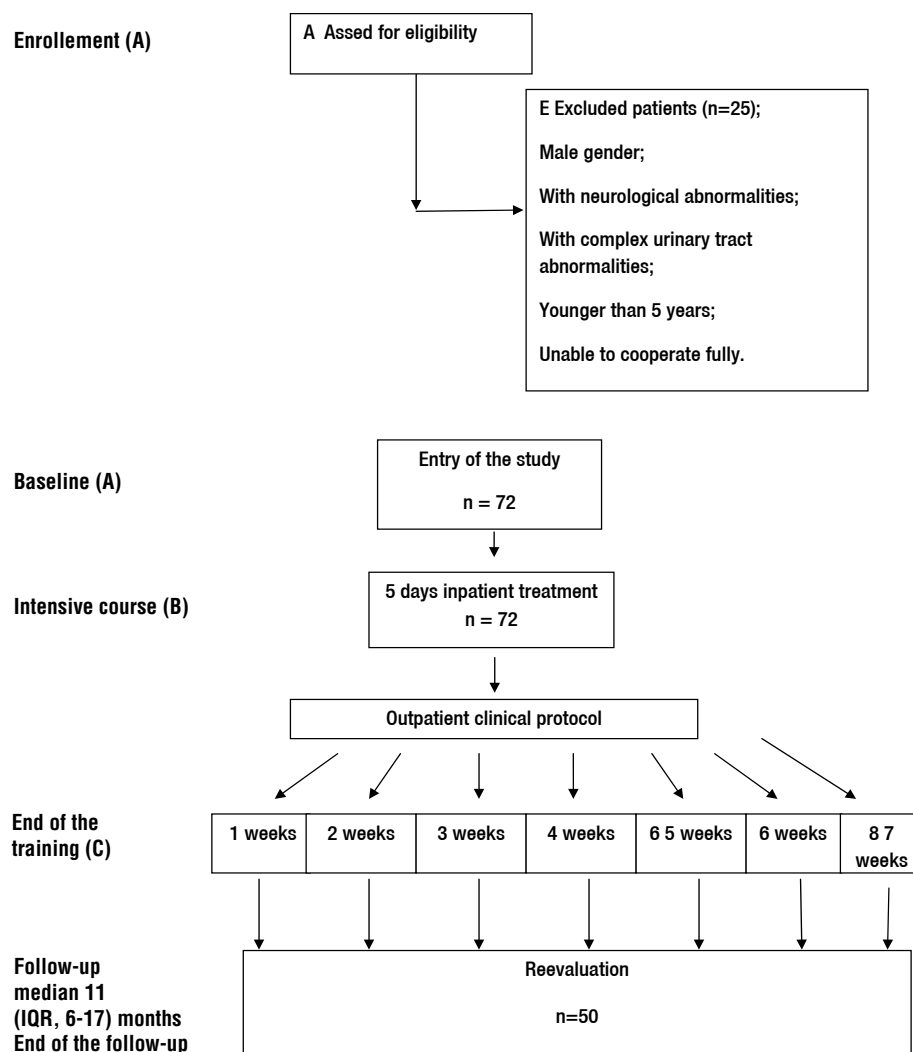 Enrollement (A)
A Assed for eligibility
E Excluded patients (n=25);
Male gender;
With neurological abnormalities;
With complex urinary tract
abnormalities;
Younger than 5 years;
Unable to cooperate fully.
Baseline (A)
Entry of the study
n = 72
Intensive course (B)
5 days inpatient treatment
n = 72
Outpatient clinical protocol
End of the
training (C)
1 weeks
2 weeks
3 weeks
4 weeks
6 5 weeks
6 weeks
8 7
weeks
Follow-up
median 11
(IQR, 6-17) months
End of the follow-up
Reevaluation
n=50